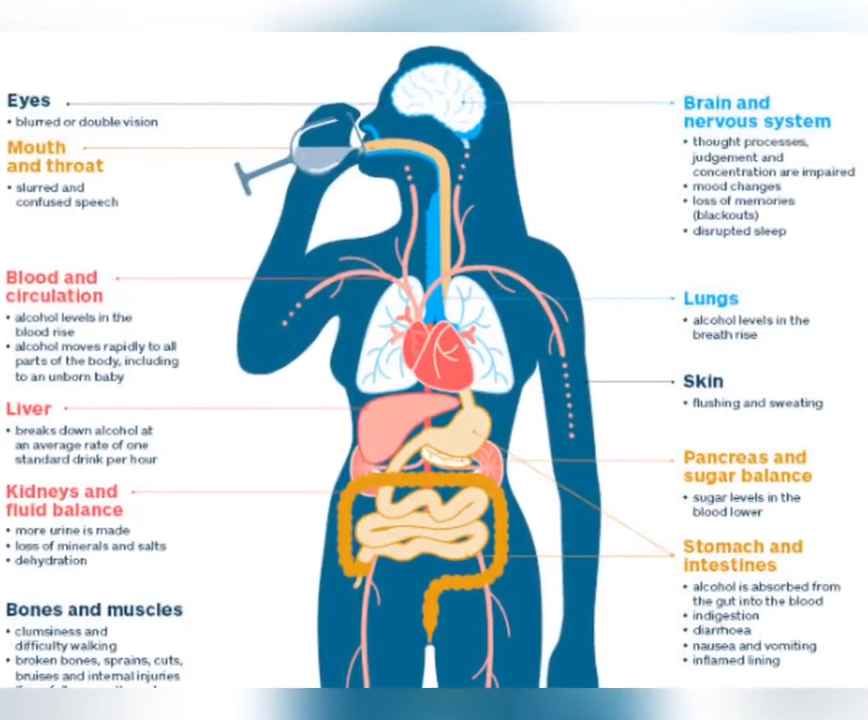 Eyes
• blurred or double vision
Mouth
and throat
• slurred and
confused speech
Blood and
circulation
• alcohol levels in the
blood rise
• alcohol moves rapidly to all
parts of the body, including
to an unborn baby
Liver
• breaks down alcohol at
an average rate of one
standard drink per hour
Kidneys and
fluid balance
• more urine is made
• loss of minerals and salts
• dehydration
Bones and muscles
• clumsiness and
difficulty walking
• broken bones, sprains, cuts,
bruises and internal injuries
Brain and
nervous system
• thought processes,
judgement and
concentration are impaired
• mood changes
• loss of memories
(blackouts)
• disrupted sleep
Lungs
• alcohol levels in the
breath rise
Skin
• flushing and sweating
Pancreas and
sugar balance
• sugar levels in the
blood lower
Stomach and
intestines
• alcohol is absorbed from
the gut into the blood
• indigestion
• diarrhoea
• nausea and vomiting
• inflamed lining